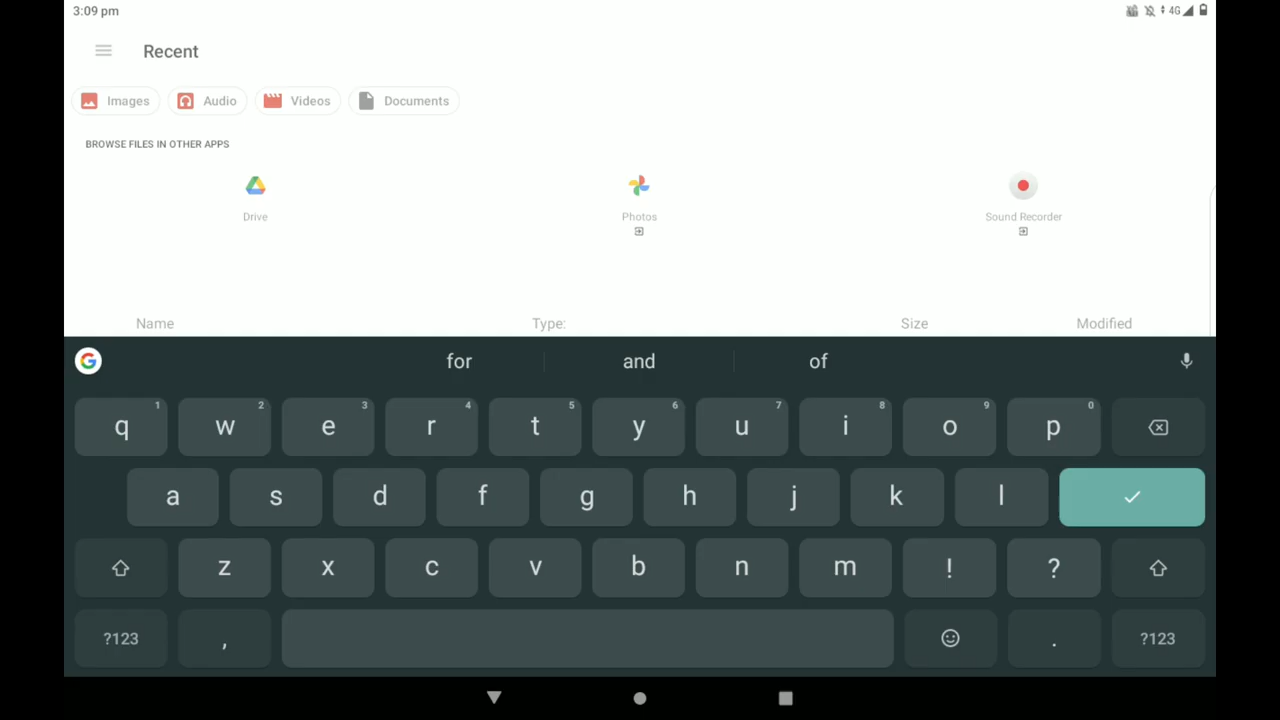 3:09 pm 4G
Recent
Images Audio Videos Documents
BROWSE FILES IN OTHER APPS
Drive Photos Sound Recorder
Name Type: Size Modified
G for and of
q 1 w 2 e 3 r 4 t 5 y 6 u 7 i 8 o 9 p 0
a s d f g h j k l
z x c v b n m ! ?
?123 , . ?123